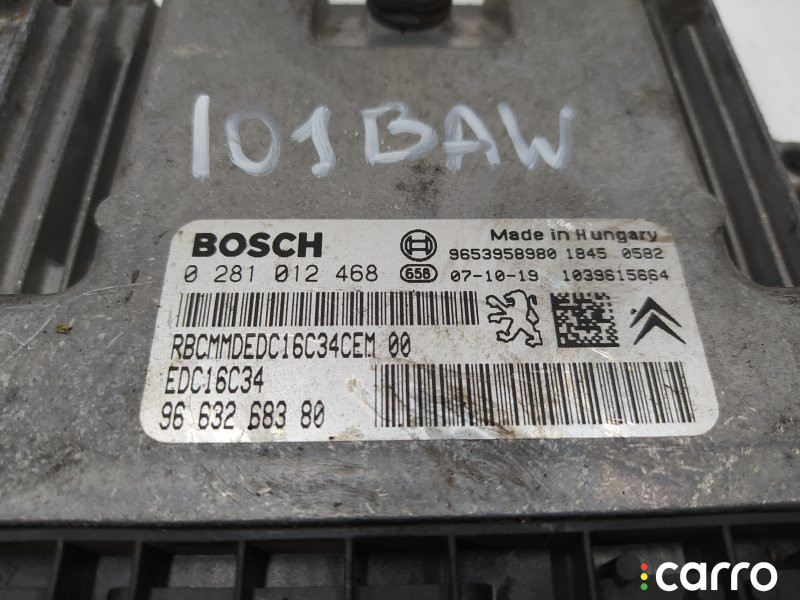 101BAW
BOSCH
Made in Hungary
9653958980 1845 0582
0 281 012 468 656 07-10-19 1039615664
RBCMMDEDC16C34CEM 00
EDC16C34
96 632 683 80
carro